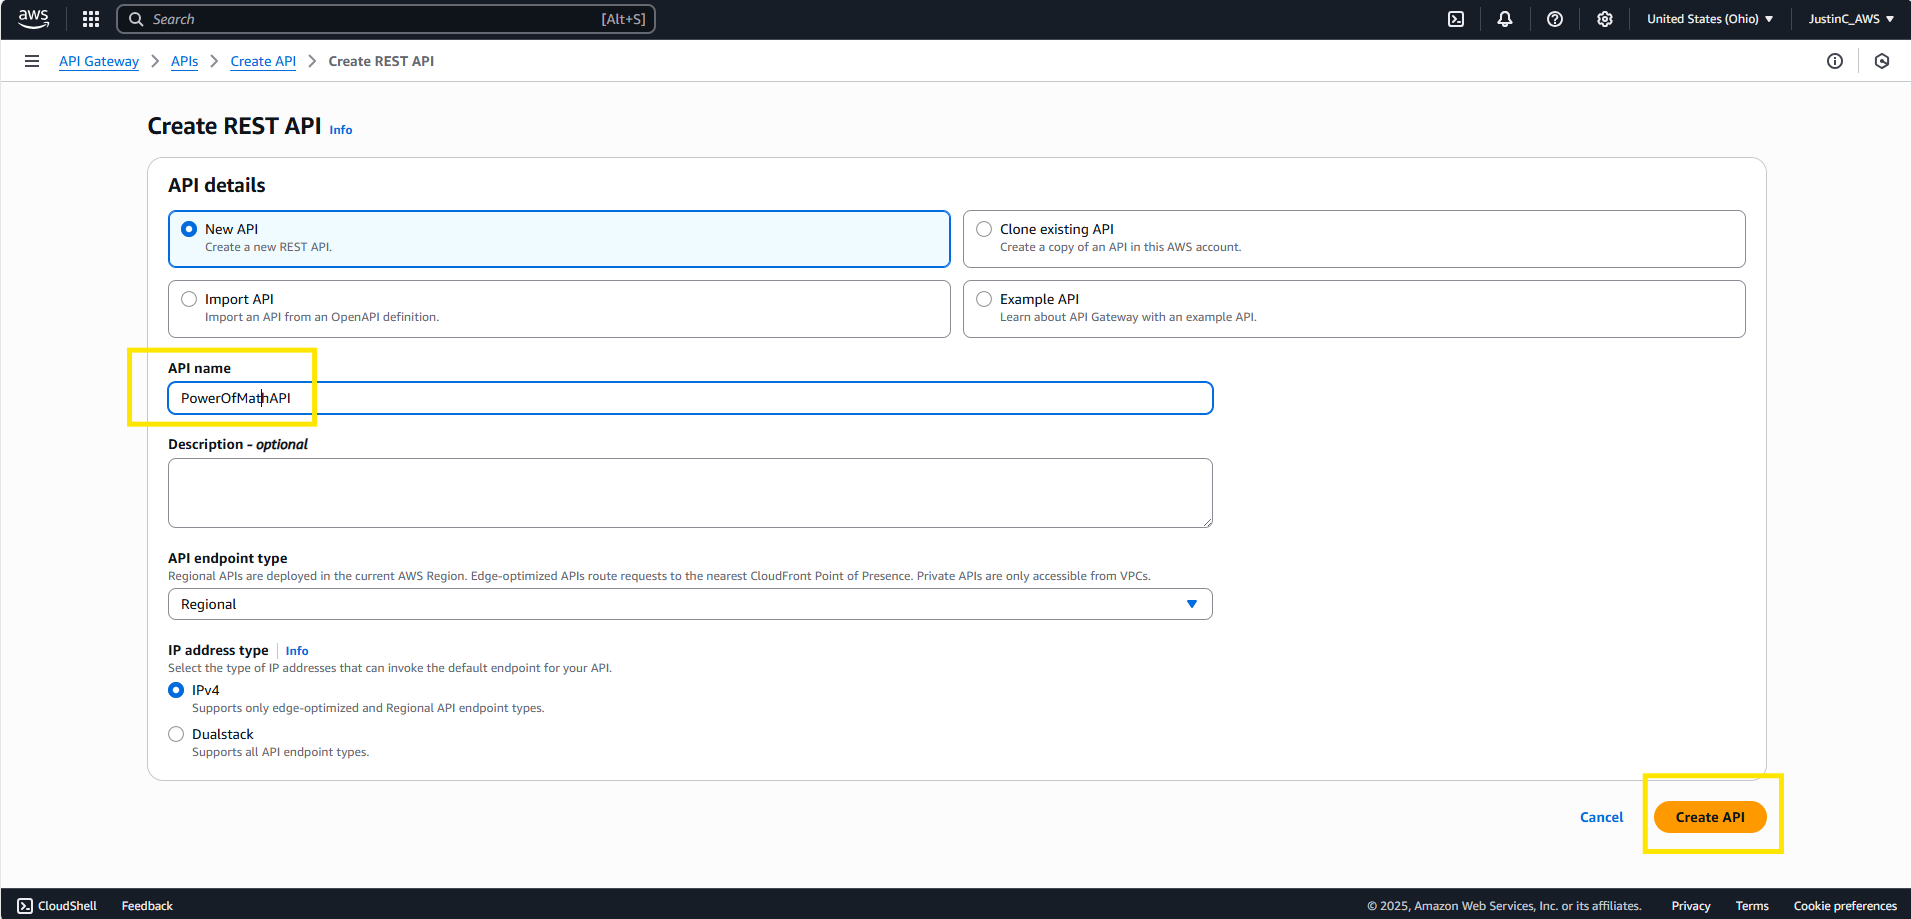 aws
Search [Alt+S]
United States (Ohio)
JustinC_AWS
API Gateway
APIs
Create API
Create REST API
Create REST API Info
API details
New API
Create a new REST API.
Clone existing API
Create a copy of an API in this AWS account.
Import API
Import an API from an OpenAPI definition.
Example API
Learn about API Gateway with an example API.
API name
PowerOfMathAPI
Description - optional
API endpoint type
Regional APIs are deployed in the current AWS Region. Edge-optimized APIs route requests to the nearest CloudFront Point of Presence. Private APIs are only accessible from VPCs.
Regional
IP address type Info
Select the type of IP addresses that can invoke the default endpoint for your API.
IPv4
Supports only edge-optimized and Regional API endpoint types.
Dualstack
Supports all API endpoint types.
Cancel
Create API
CloudShell
Feedback
© 2025, Amazon Web Services, Inc. or its affiliates.
Privacy
Terms
Cookie preferences